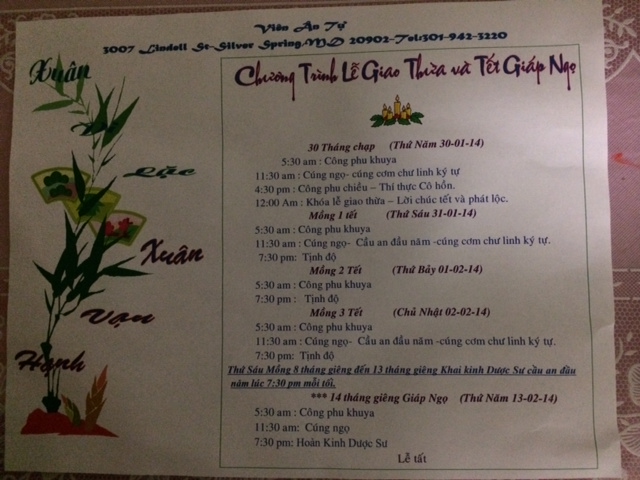 Viên Ân Tự
3007 Lindell St-Silver Spring,MD 20902-Tel:301-942-3220
Xuân
Lạc
Xuân
Vạn
Hạnh
Chương Trình Lễ Giao Thừa và Tết Giáp Ngọ
30 Tháng chạp (Thứ Năm 30-01-14)
5:30 am : Công phu khuya
11:30 am : Cúng ngọ- cúng cơm chư linh ký tự
4:30 pm : Công phu chiều – Thí thực Cô hồn.
12:00 Am : Khóa lễ giao thừa – Lời chúc tết và phát lộc.
Mồng 1 tết (Thứ Sáu 31-01-14)
5:30 am : Công phu khuya
11:30 am : Cúng ngọ- Cầu an đầu năm -cúng cơm chư linh ký tự.
7:30 pm: Tịnh độ
Mồng 2 Tết (Thứ Bảy 01-02-14)
5:30 am : Công phu khuya
7:30 pm : Tịnh độ
Mồng 3 Tết (Chủ Nhật 02-02-14)
5:30 am : Công phu khuya
11:30 am : Cúng ngọ- Cầu an đầu năm -cúng cơm chư linh ký tự.
7:30 pm: Tịnh độ
Thứ Sáu Mồng 8 tháng giêng đến 13 tháng giêng Khai kinh Dược Sư cầu an đầu
năm lúc 7:30 pm mỗi tối.
*** 14 tháng giêng Giáp Ngọ (Thứ Năm 13-02-14)
5:30 am : Công phu khuya
11:30 am: Cúng ngọ
7:30 pm: Hoàn Kinh Dược Sư
Lễ tất